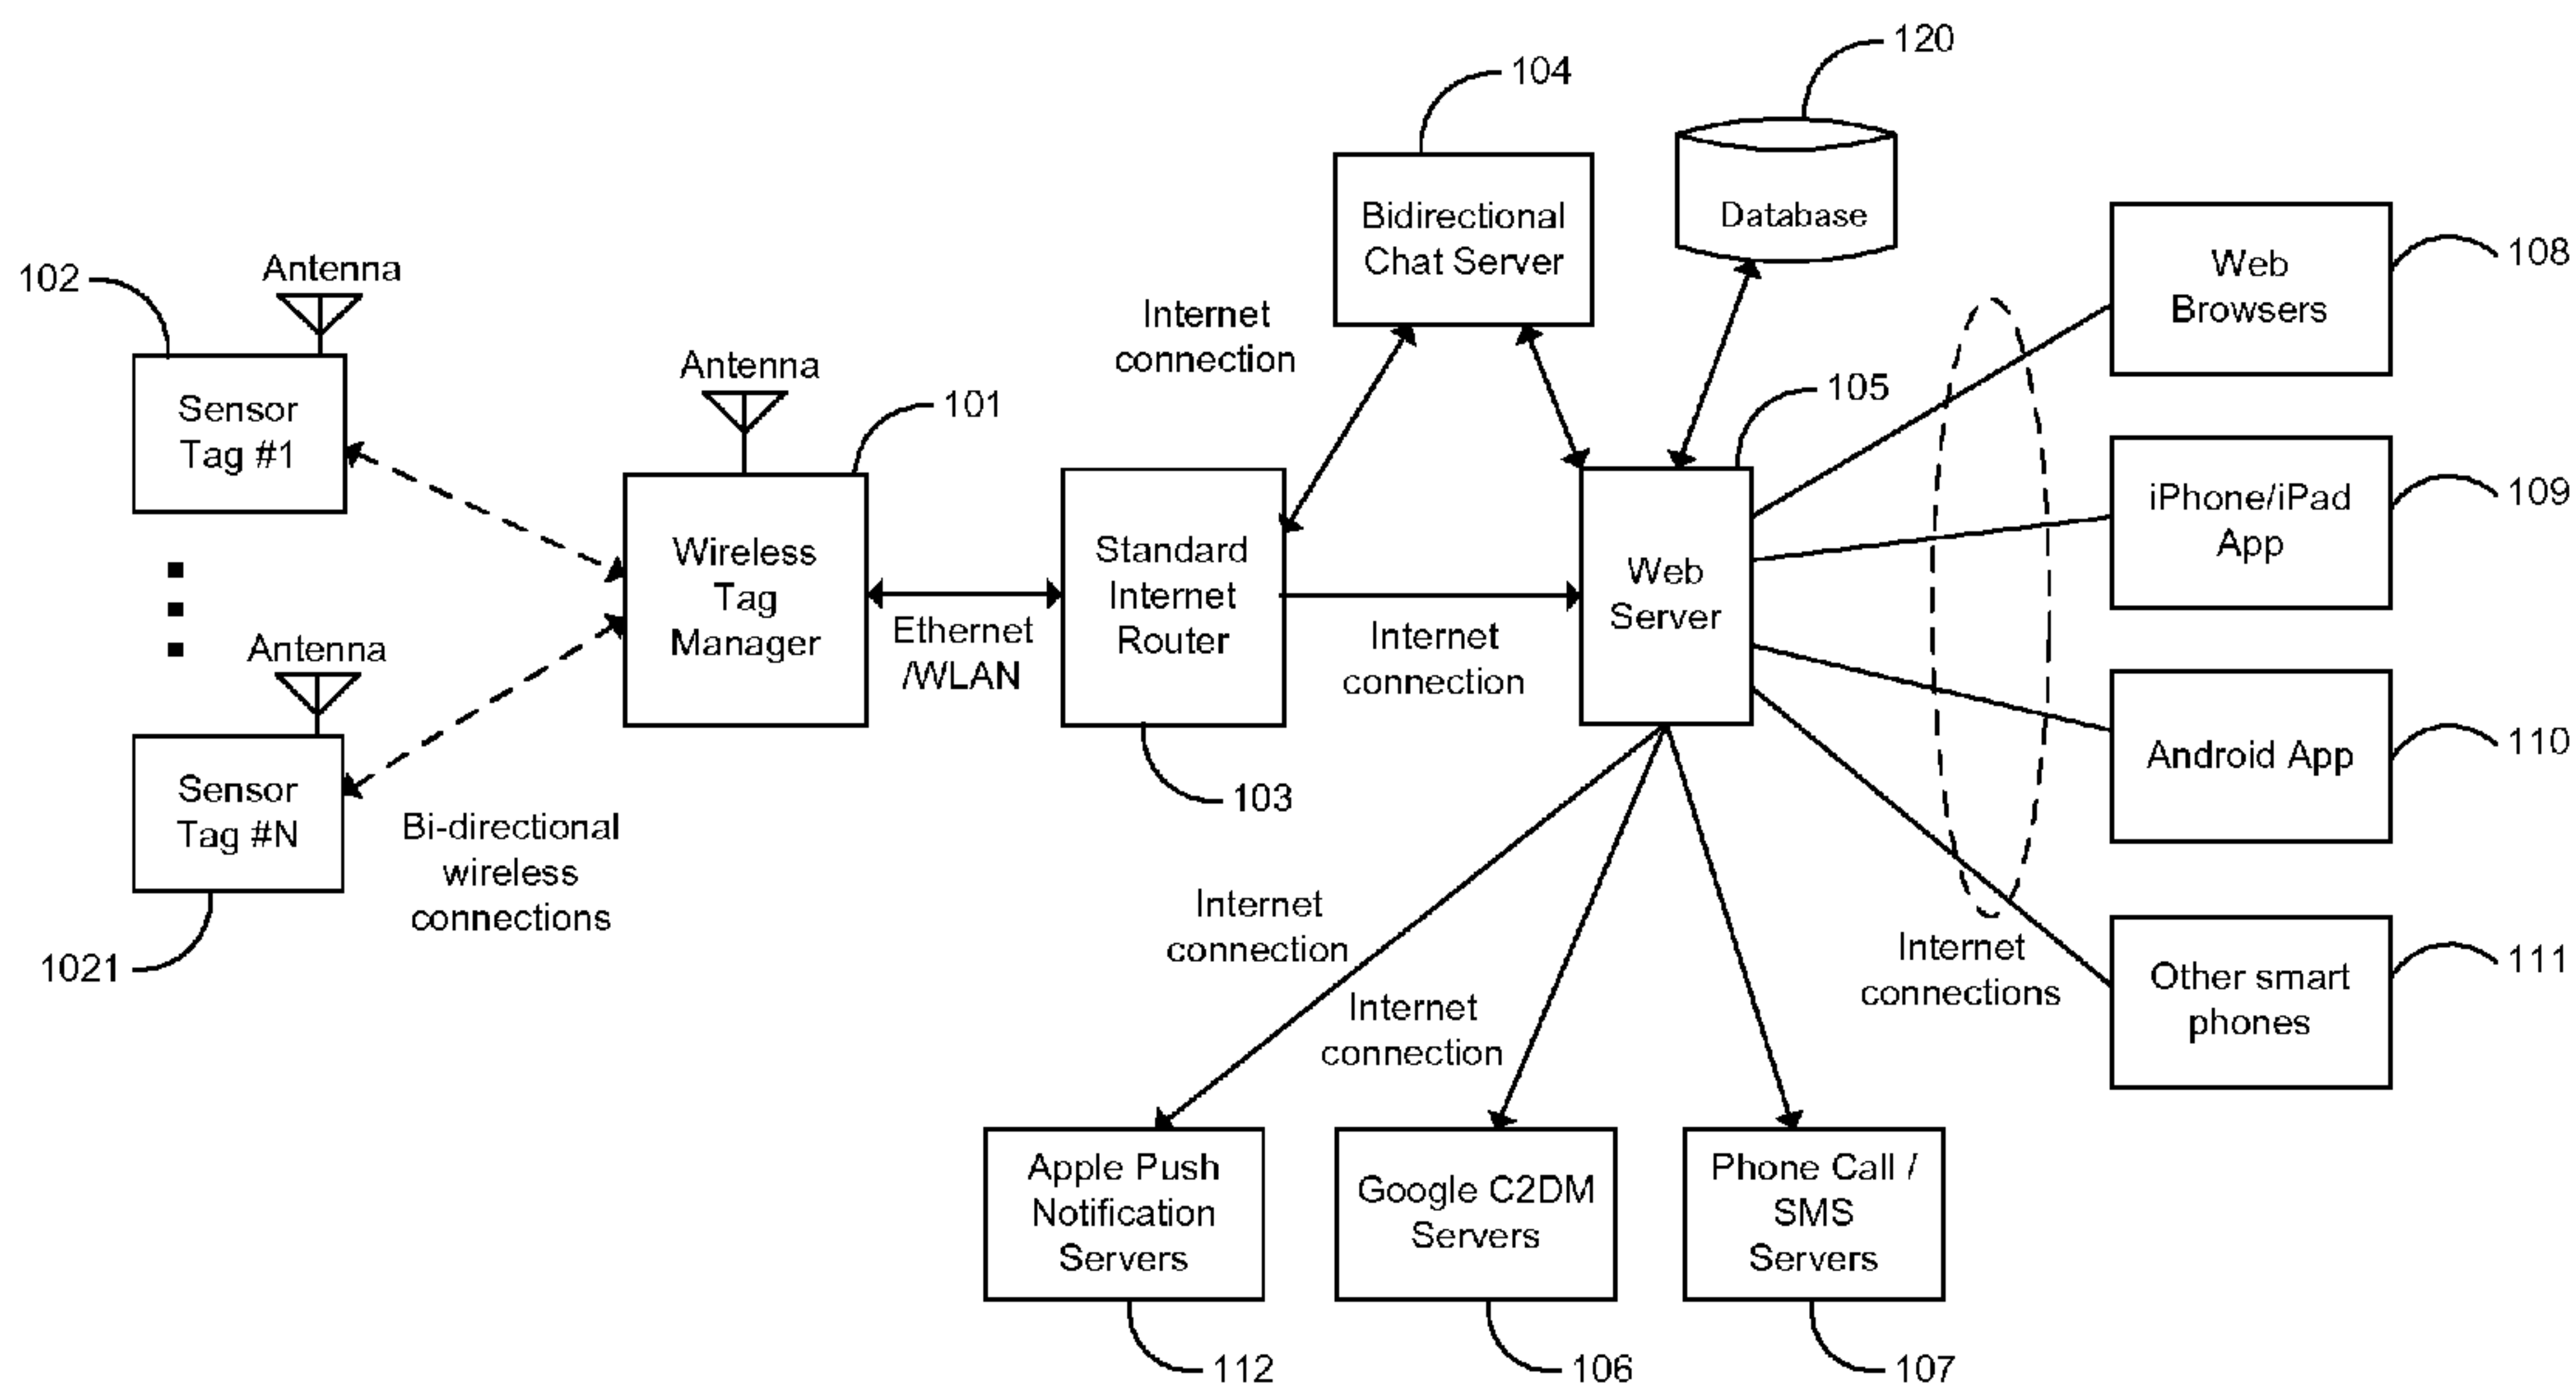 120
104
Bidirectional
Chat Server
Database
108
Web
Browsers
102
Antenna
Internet
connection
Antenna
101
105
Sensor
Tag #1
109
iPhone/iPad
App
Wireless
Tag
Manager
Standard
Internet
Router
Web
Server
Ethernet
/WLAN
Internet
connection
Antenna
110
Android App
103
Sensor
Tag #N
Bi-directional
wireless
connections
1021
Internet
connection
Internet
connections
111
Other smart
phones
Internet
connection
Apple Push
Notification
Servers
Google C2DM
Servers
Phone Call /
SMS
Servers
112
106
107